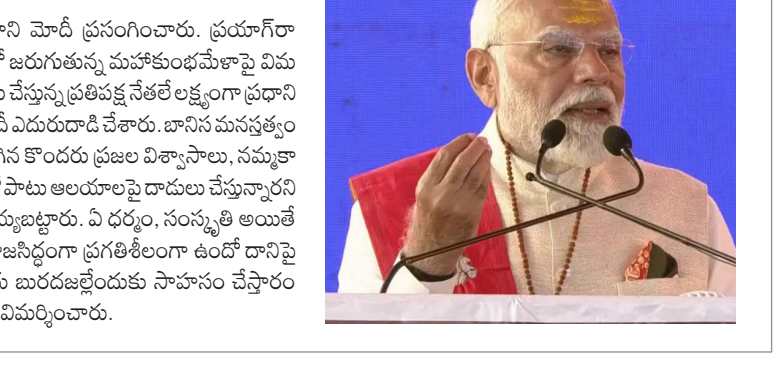 ాని మోదీ ప్రసంగించారు. ప్రయాగ్‌రా
జరుగుతున్న మహాకుంభమేళాపై విమ
చేస్తున్న ప్రతిపక్ష నేతలే లక్ష్యంగా ప్రధాని
ఎదురుదాడి చేశారు. బానిస మనస్తత్వం
గిన కొందరు ప్రజల విశ్వాసాలు, నమ్మకా
పాటు ఆలయాలపై దాడులు చేస్తున్నారని
య్యబట్టారు. ఏ ధర్మం, సంస్కృతి అయితే
జసిద్ధంగా ప్రగతిశీలంగా ఉందో దానిపై
బురదజల్లేందుకు సాహసం చేస్తారం
విమర్శించారు.